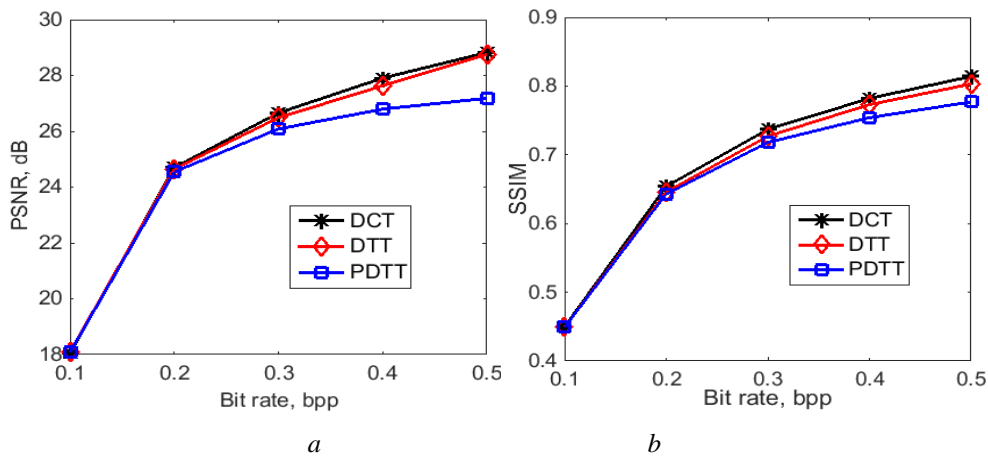 30
28
26
24
22
20
18
PSNR, dB
DCT
DTT
PDTT
0.1 0.2 0.3 0.4 0.5
Bit rate, bpp
a
0.9
0.8
0.7
0.6
0.5
0.4
SSIM
DCT
DTT
PDTT
0.1 0.2 0.3 0.4 0.5
Bit rate, bpp
b